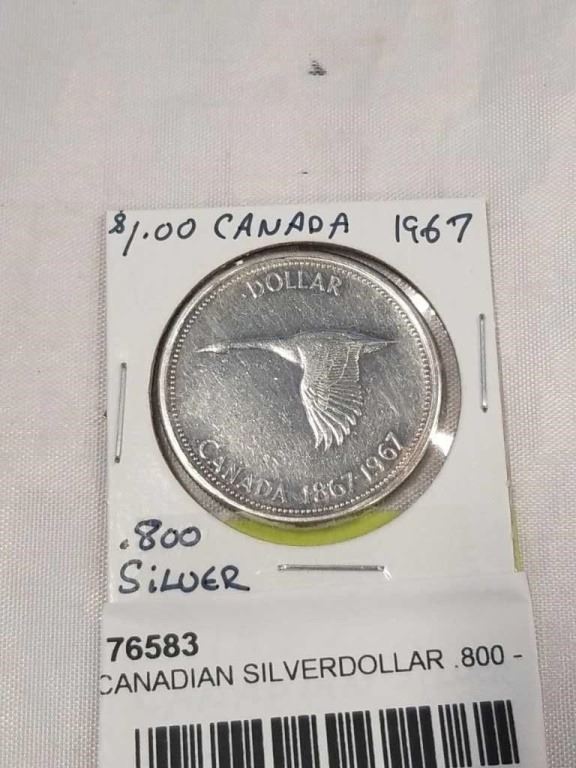 $1.00 CANADA 1967
DOLLAR
CANADA 1867-1967
.800
SILVER
76583
CANADIAN SILVERDOLLAR .800 -